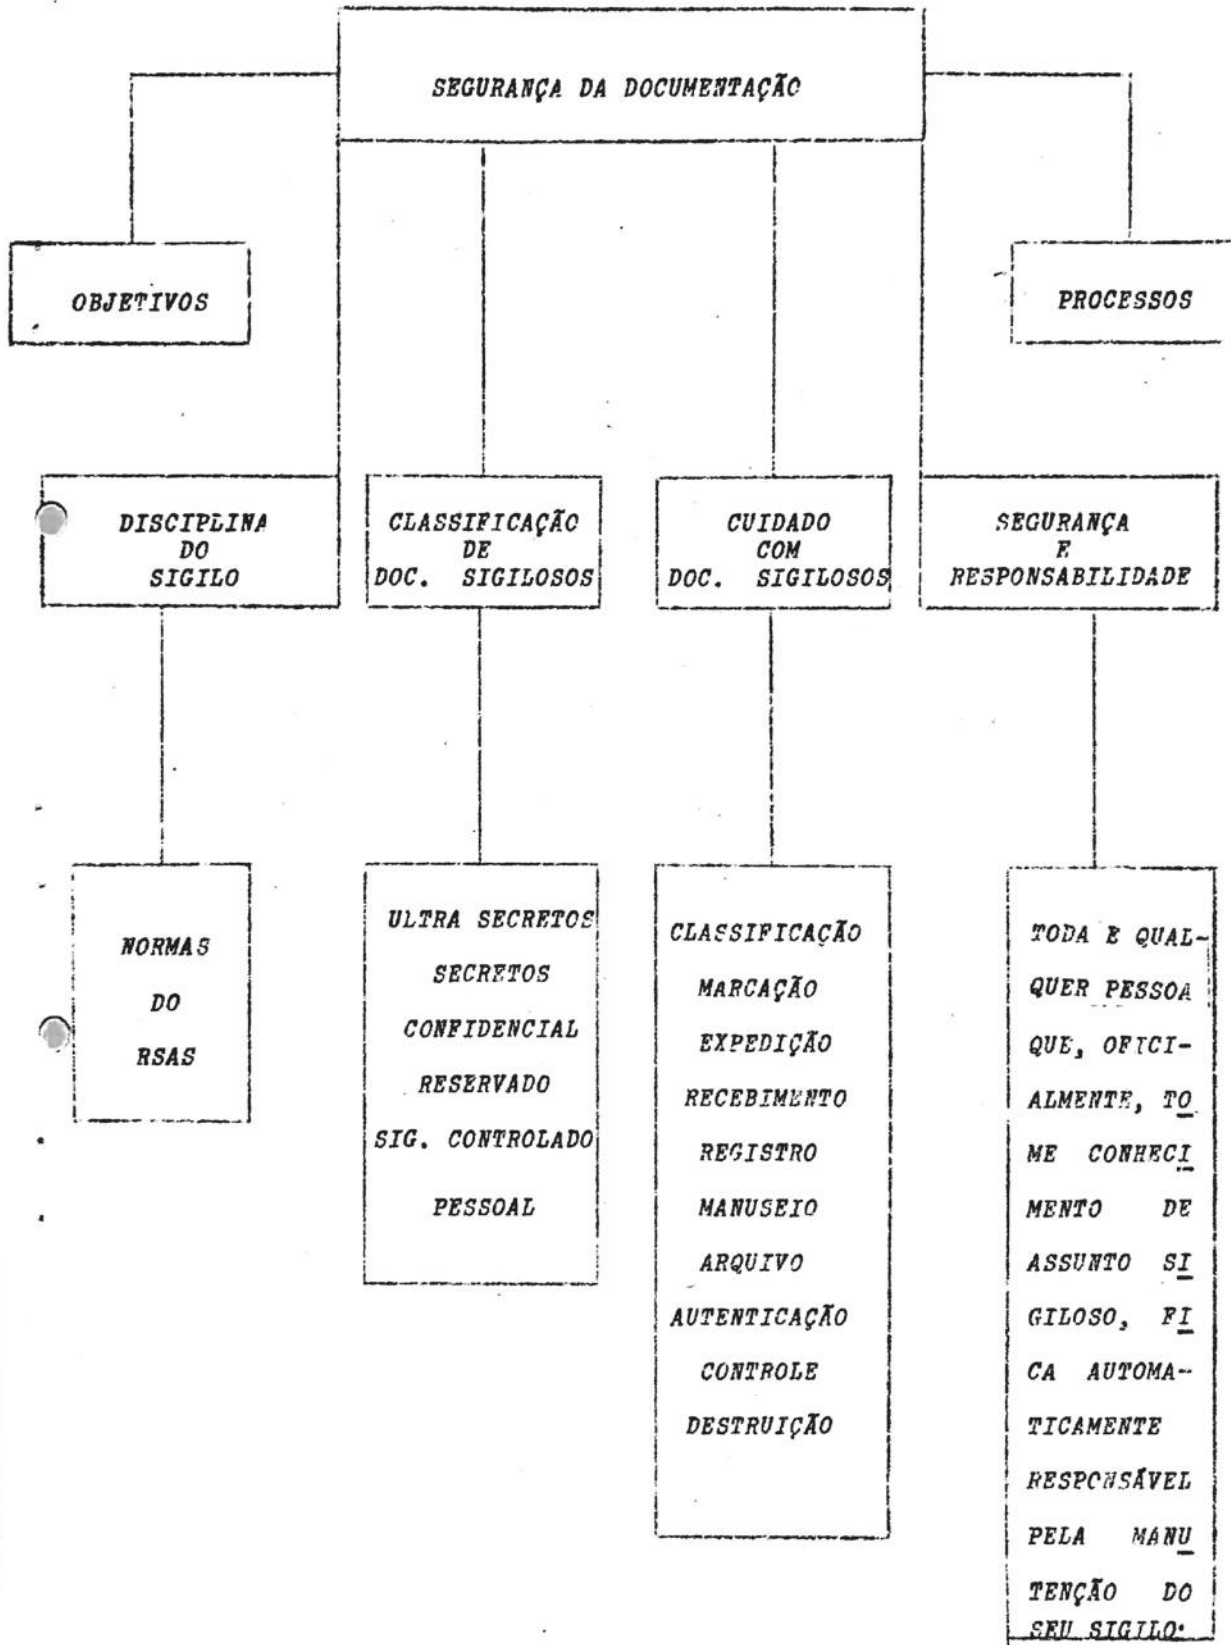 SEGURANÇA DA DOCUMENTAÇÃO
OBJETIVOS
PROCESSOS
DISCIPLINA
DO
SIGILO
CLASSIFICAÇÃO
DE
DOC. SIGILOSOS
CUIDADO
COM
DOC. SIGILOSOS
SEGURANÇA
E
RESPONSABILIDADE
NORMAS
DO
RSAS
ULTRA SECRETOS
SECRETOS
CONFIDENCIAL
RESERVADO
SIG. CONTROLADO
PESSOAL
CLASSIFICAÇÃO
MARCAÇÃO
EXPEDIÇÃO
RECEBIMENTO
REGISTRO
MANUSEIO
ARQUIVO
AUTENTICAÇÃO
CONTROLE
DESTRUIÇÃO
TODA E QUAL-
QUER PESSOA
QUE, OFICI-
ALMENTE, TO
ME CONHECI
MENTO DE
ASSUNTO SI
GILOSO, FI
CA AUTOMA-
TICAMENTE
RESPONSÁVEL
PELA MANU
TENÇÃO DO
SEU SIGILO.